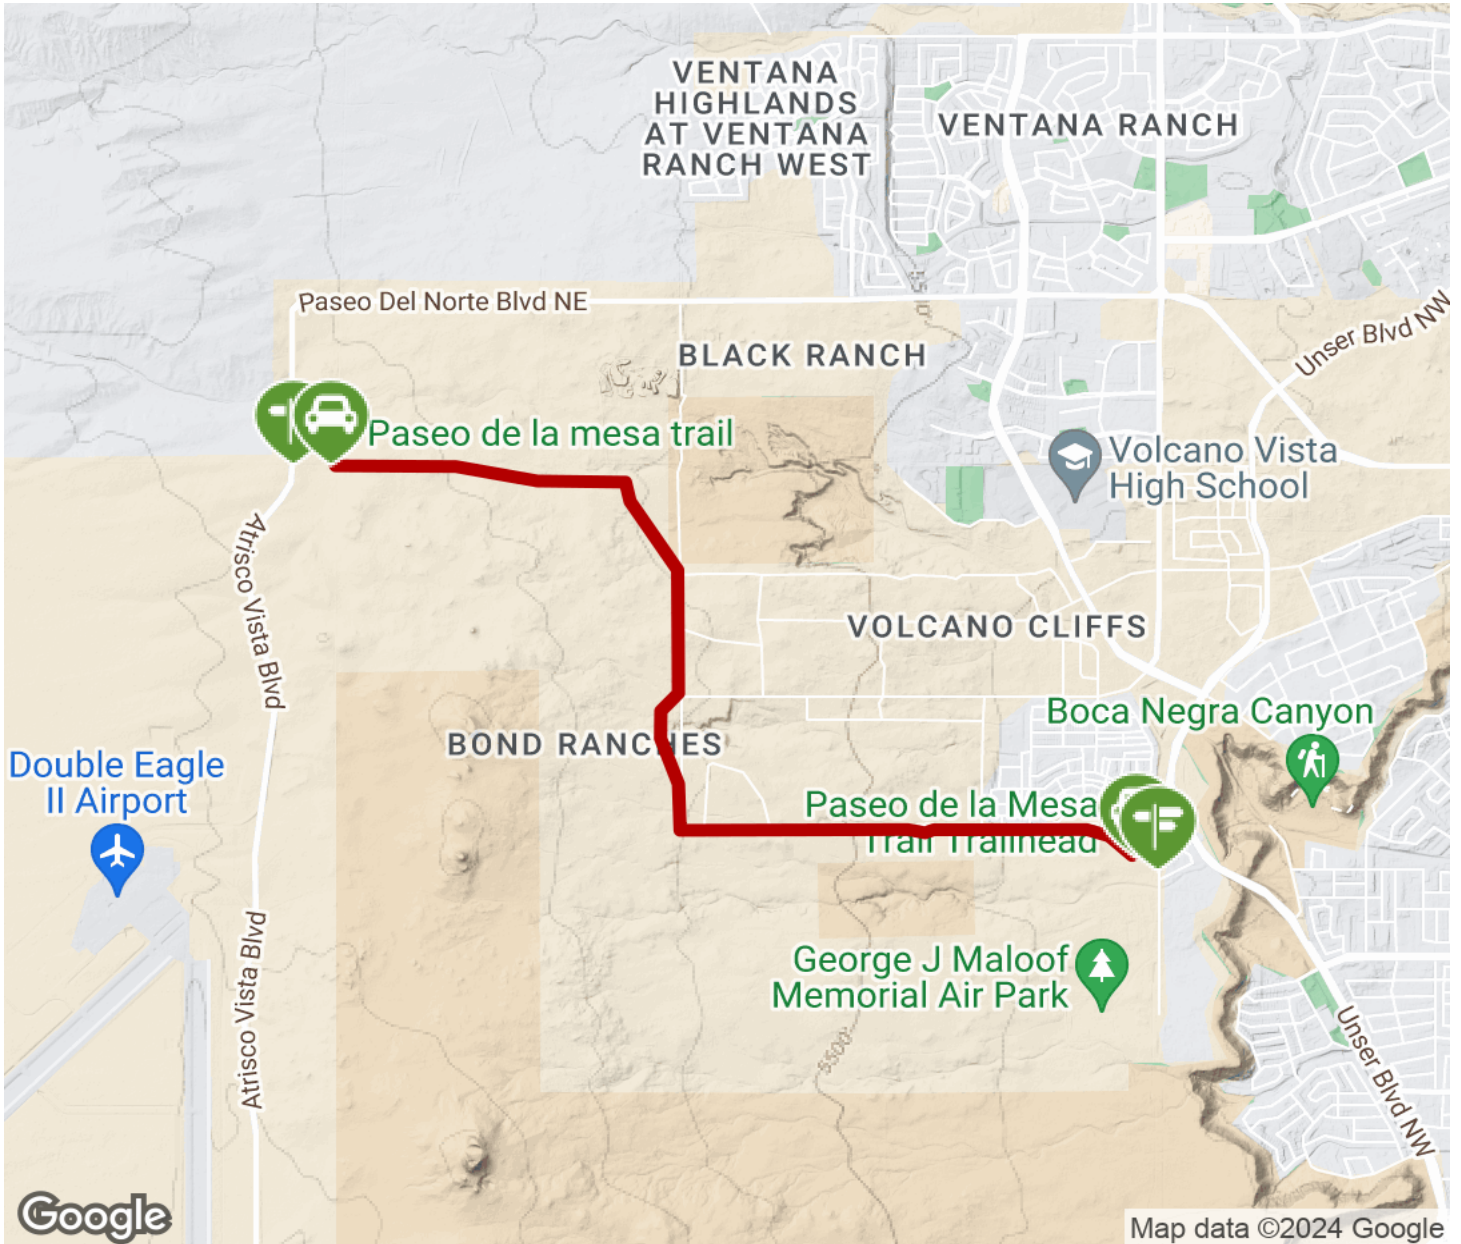 VENTANA
HIGHLANDS
AT VENTANA
RANCH WEST
VENTANA RANCH
5510'
Paseo Del Norte Blvd NE
Unser Blvd NW
BLACK RANCH
Paseo de la mesa trail
Volcano Vista
High School
Atrisco Vista Blvd
VOLCANO CLIFFS
Boca Negra Canyon
BOND RANCHES
Double Eagle
II Airport
Paseo de la Mesa
Trail Trailhead
George J Maloof
Memorial Air Park
Atrisco Vista Blvd
5500'
Unser Blvd NW
Google
Map data ©2024 Google